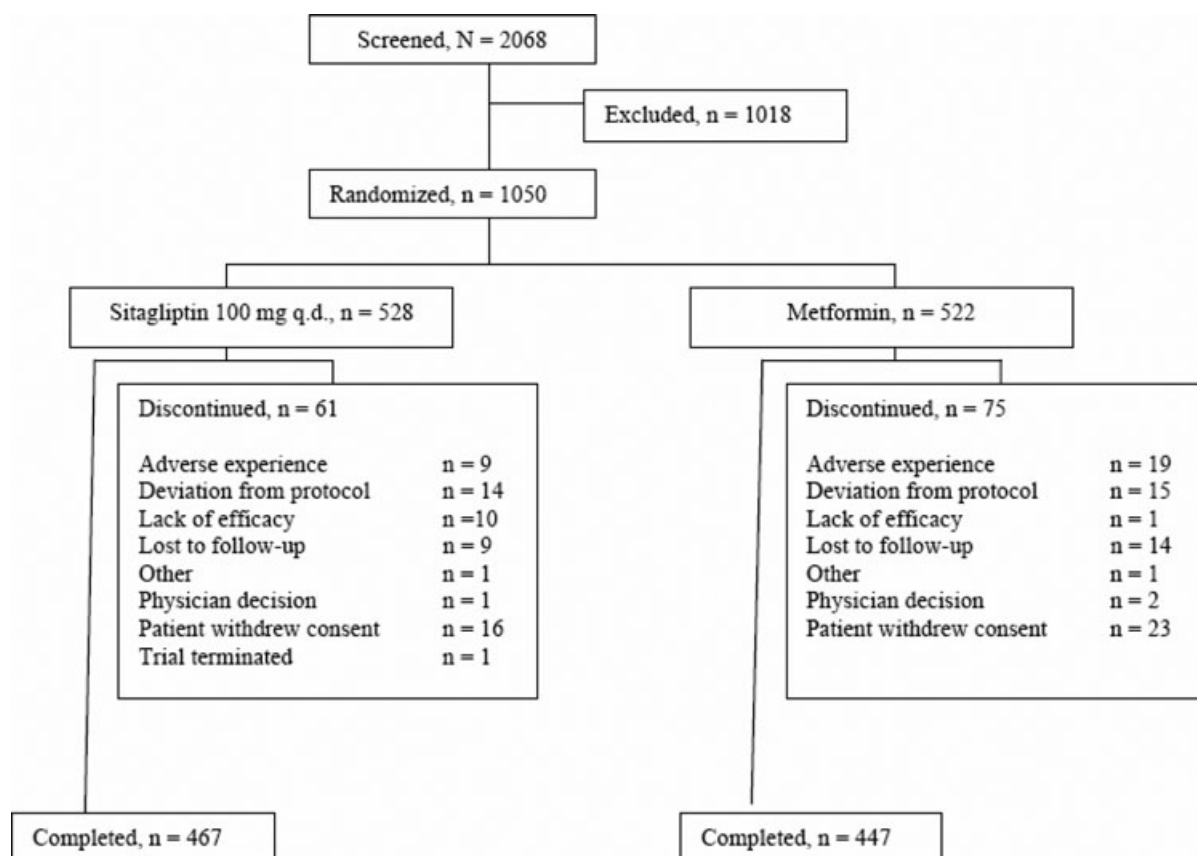 Screened, N = 2068
Excluded, n = 1018
Randomized, n = 1050
Sitagliptin 100 mg q.d., n = 528
Metformin, n = 522
Discontinued, n = 61
Adverse experience n = 9
Deviation from protocol n = 14
Lack of efficacy n =10
Lost to follow-up n = 9
Other n = 1
Physician decision n = 1
Patient withdrew consent n = 16
Trial terminated n = 1
Discontinued, n = 75
Adverse experience n = 19
Deviation from protocol n = 15
Lack of efficacy n = 1
Lost to follow-up n = 14
Other n = 1
Physician decision n = 2
Patient withdrew consent n = 23
Completed, n = 467
Completed, n = 447